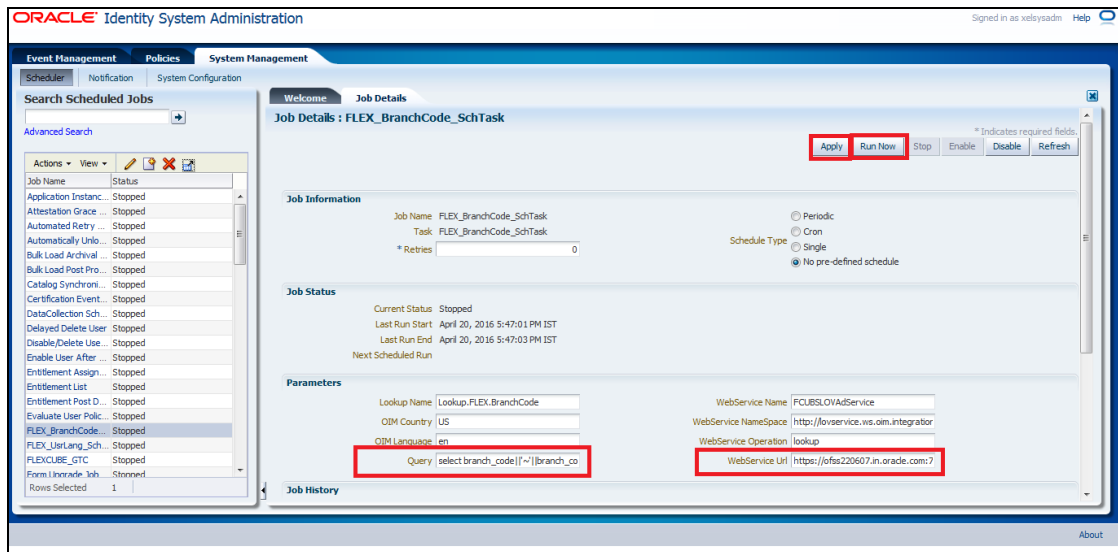 ORACLE® Identity System Administration
Signed in as xelsysadm Help
Event Management Policies System Management
Scheduler Notification System Configuration
Search Scheduled Jobs
Advanced Search
Actions View
Job Name Status
Application Instanc... Stopped
Attestation Grace ... Stopped
Automated Retry ... Stopped
Automatically Unlo... Stopped
Bulk Load Archival ... Stopped
Bulk Load Post Pro... Stopped
Catalog Synchroni... Stopped
Certification Event... Stopped
DataCollection Sch... Stopped
Delayed Delete User Stopped
Disable/Delete Use... Stopped
Enable User After ... Stopped
Entitlement Assign... Stopped
Entitlement List Stopped
Entitlement Post D... Stopped
Evaluate User Polic... Stopped
FLEX_BranchCode... Stopped
FLEX_UsrLang_Sch... Stopped
FLEXCUBE_GTC Stopped
Form Upgrade Job Stopped
Rows Selected 1
Welcome Job Details
Job Details : FLEX_BranchCode_SchTask
* Indicates required fields.
Apply Run Now Stop Enable Disable Refresh
Job Information
Job Name FLEX_BranchCode_SchTask
Task FLEX_BranchCode_SchTask
* Retries 0
Schedule Type
Periodic
Cron
Single
No pre-defined schedule
Job Status
Current Status Stopped
Last Run Start April 20, 2016 5:47:01 PM IST
Last Run End April 20, 2016 5:47:03 PM IST
Next Scheduled Run
Parameters
Lookup Name Lookup.FLEX.BranchCode
WebService Name FCUBSLOVAdService
OIM Country US
WebService NameSpace http://lovservice.ws.oim.integration
OIM Language en
WebService Operation lookup
Query select branch_code||'~'||branch_co
WebService Url https://ofss220607.in.oracle.com:7
Job History
About